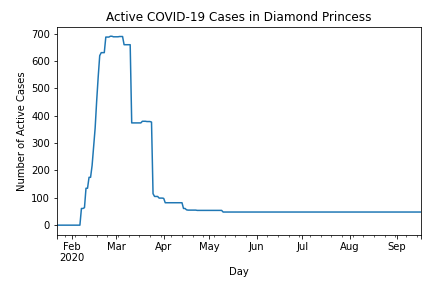 Active COVID-19 Cases in Diamond Princess
700
600
500
400
300
200
100
0
Number of Active Cases
Feb Mar Apr May Jun Jul Aug Sep
2020
Day